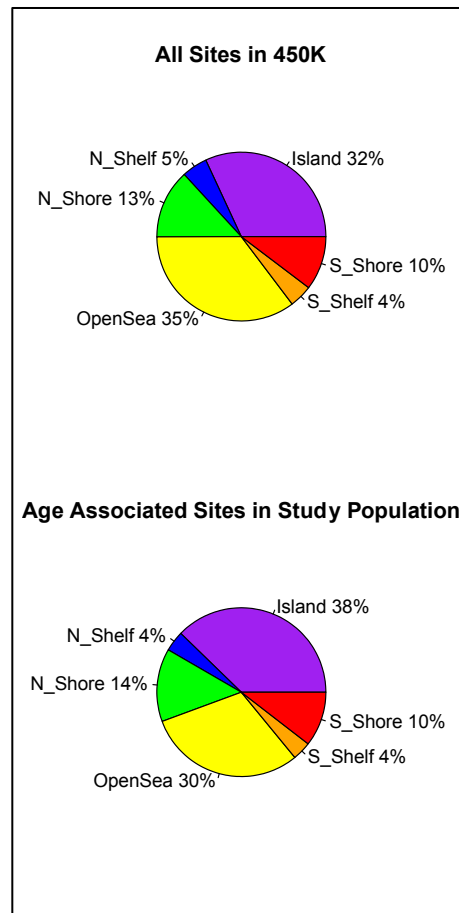 All Sites in 450K
Island 32%
N_Shelf 5%
N_Shore 13%
OpenSea 35%
S_Shelf 4%
S_Shore 10%
Age Associated Sites in Study Population
Island 38%
N_Shelf 4%
N_Shore 14%
OpenSea 30%
S_Shelf 4%
S_Shore 10%